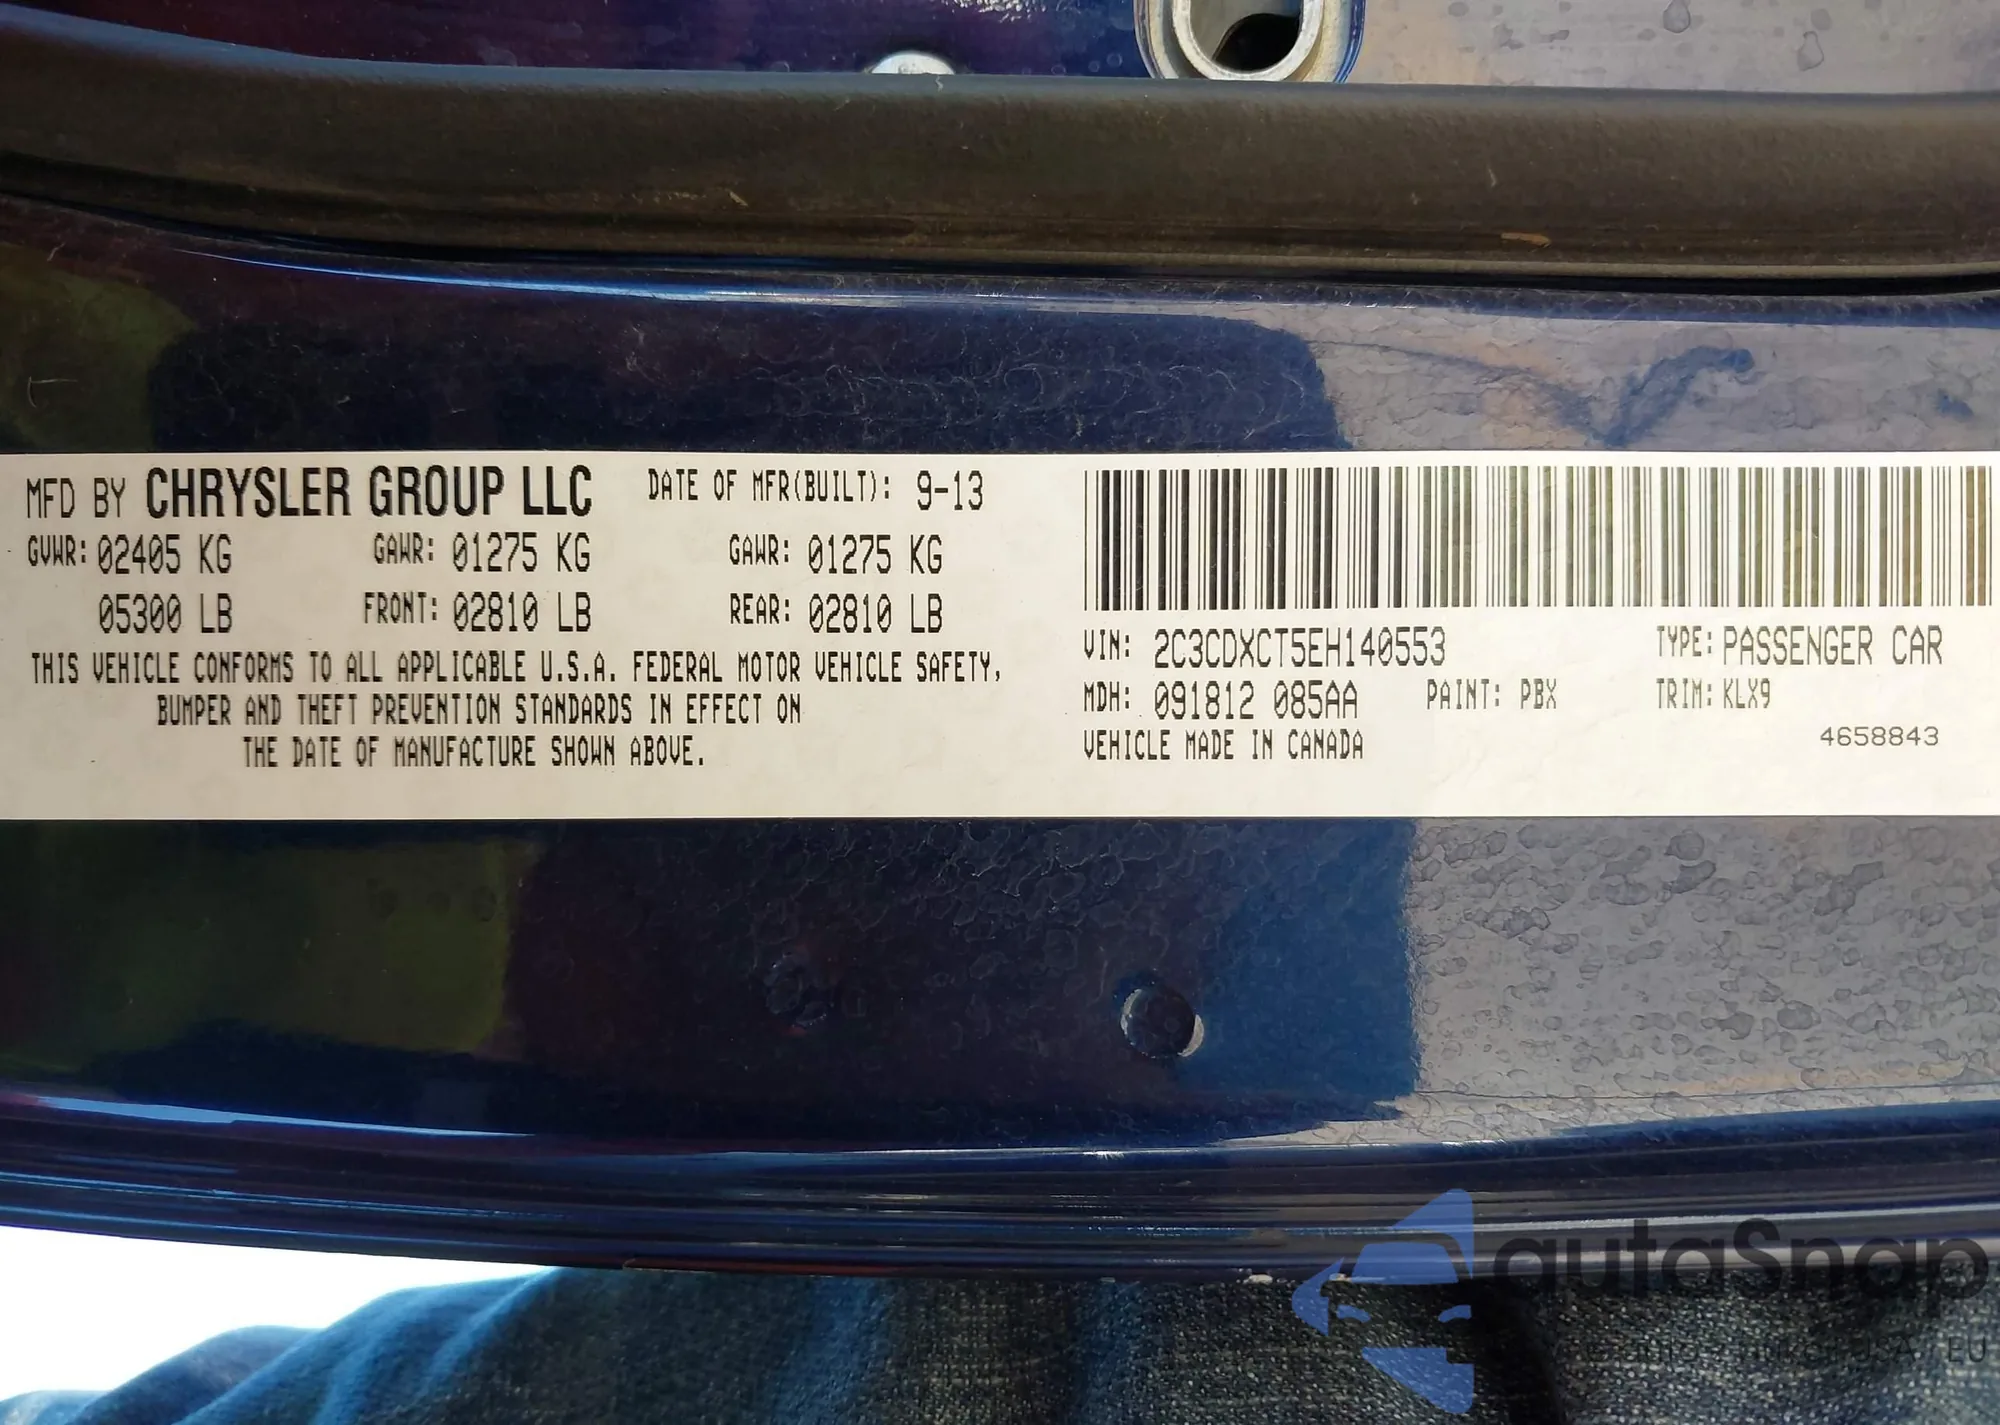 MFD BY CHRYSLER GROUP LLC DATE OF MFR(BUILT): 9-13
GVWR: 02405 KG GAWR: 01275 KG GAWR: 01275 KG
05300 LB FRONT: 02810 LB REAR: 02810 LB
THIS VEHICLE CONFORMS TO ALL APPLICABLE U.S.A. FEDERAL MOTOR VEHICLE SAFETY,
BUMPER AND THEFT PREVENTION STANDARDS IN EFFECT ON
THE DATE OF MANUFACTURE SHOWN ABOVE.
VIN: 2C3CDXCT5EH140553 TYPE: PASSENGER CAR
MDH: 091812 085AA PAINT: PBX TRIM: KLX9
VEHICLE MADE IN CANADA
4658843
autaSnap
USA EU